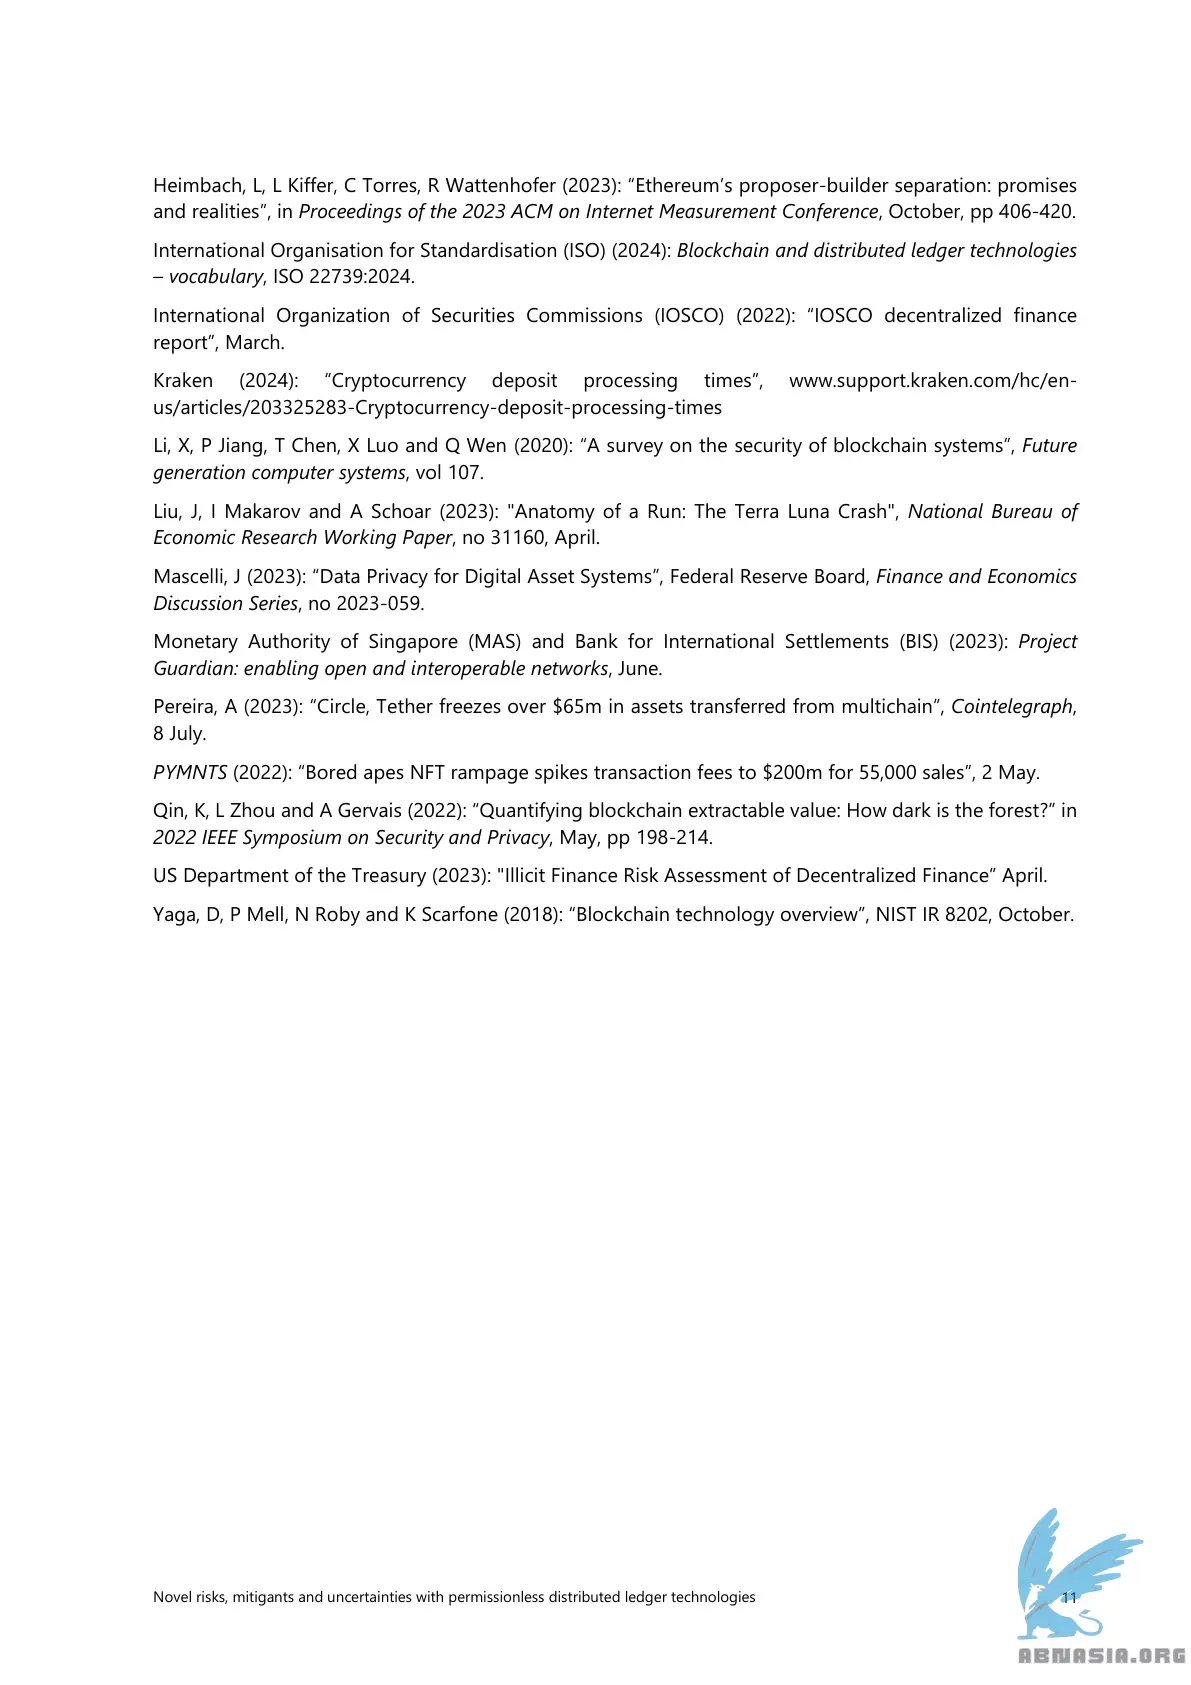 Heimbach, L, L Kiffer, C Torres, R Wattenhofer (2023): “Ethereum’s proposer-builder separation: promises
and realities”, in Proceedings of the 2023 ACM on Internet Measurement Conference, October, pp 406-420.
International Organisation for Standardisation (ISO) (2024): Blockchain and distributed ledger technologies
– vocabulary, ISO 22739:2024.
International Organization of Securities Commissions (IOSCO) (2022): “IOSCO decentralized finance
report”, March.
Kraken (2024): “Cryptocurrency deposit processing times”, www.support.kraken.com/hc/en-
us/articles/203325283-Cryptocurrency-deposit-processing-times
Li, X, P Jiang, T Chen, X Luo and Q Wen (2020): “A survey on the security of blockchain systems”, Future
generation computer systems, vol 107.
Liu, J, I Makarov and A Schoar (2023): "Anatomy of a Run: The Terra Luna Crash", National Bureau of
Economic Research Working Paper, no 31160, April.
Mascelli, J (2023): “Data Privacy for Digital Asset Systems”, Federal Reserve Board, Finance and Economics
Discussion Series, no 2023-059.
Monetary Authority of Singapore (MAS) and Bank for International Settlements (BIS) (2023): Project
Guardian: enabling open and interoperable networks, June.
Pereira, A (2023): “Circle, Tether freezes over $65m in assets transferred from multichain”, Cointelegraph,
8 July.
PYMNTS (2022): “Bored apes NFT rampage spikes transaction fees to $200m for 55,000 sales”, 2 May.
Qin, K, L Zhou and A Gervais (2022): “Quantifying blockchain extractable value: How dark is the forest?” in
2022 IEEE Symposium on Security and Privacy, May, pp 198-214.
US Department of the Treasury (2023): "Illicit Finance Risk Assessment of Decentralized Finance” April.
Yaga, D, P Mell, N Roby and K Scarfone (2018): “Blockchain technology overview”, NIST IR 8202, October.
Novel risks, mitigants and uncertainties with permissionless distributed ledger technologies 11
ABNASIA.ORG